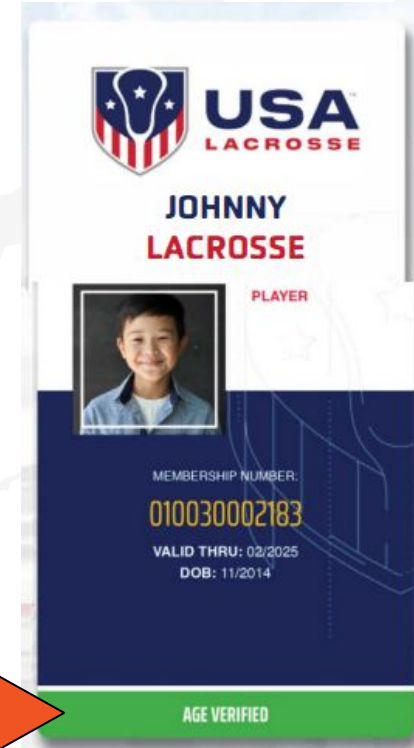 USA
LACROSSE
JOHNNY
LACROSSE
PLAYER
MEMBERSHIP NUMBER:
010030002183
VALID THRU: 02/2025
DOB: 11/2014
AGE VERIFIED